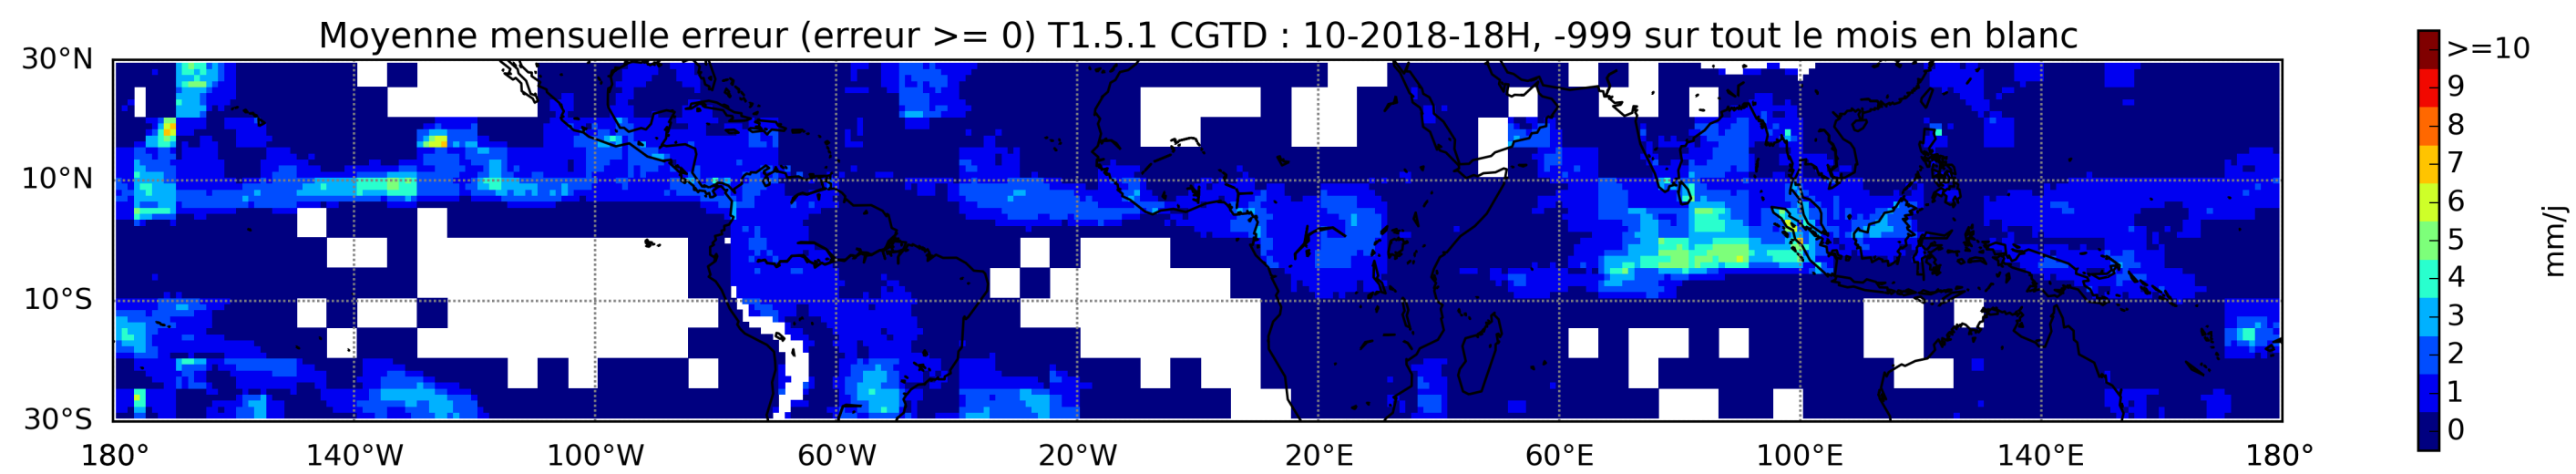 Moyenne mensuelle erreur (erreur >= 0) T1.5.1 CGTD : 10-2018-18H, -999 sur tout le mois en blanc
30°N
10°N
10°S
30°S
180° 140°W 100°W 60°W 20°W 20°E 60°E 100°E 140°E 180°
>=10
9
8
7
6
5
4
3
2
1
0
mm/j